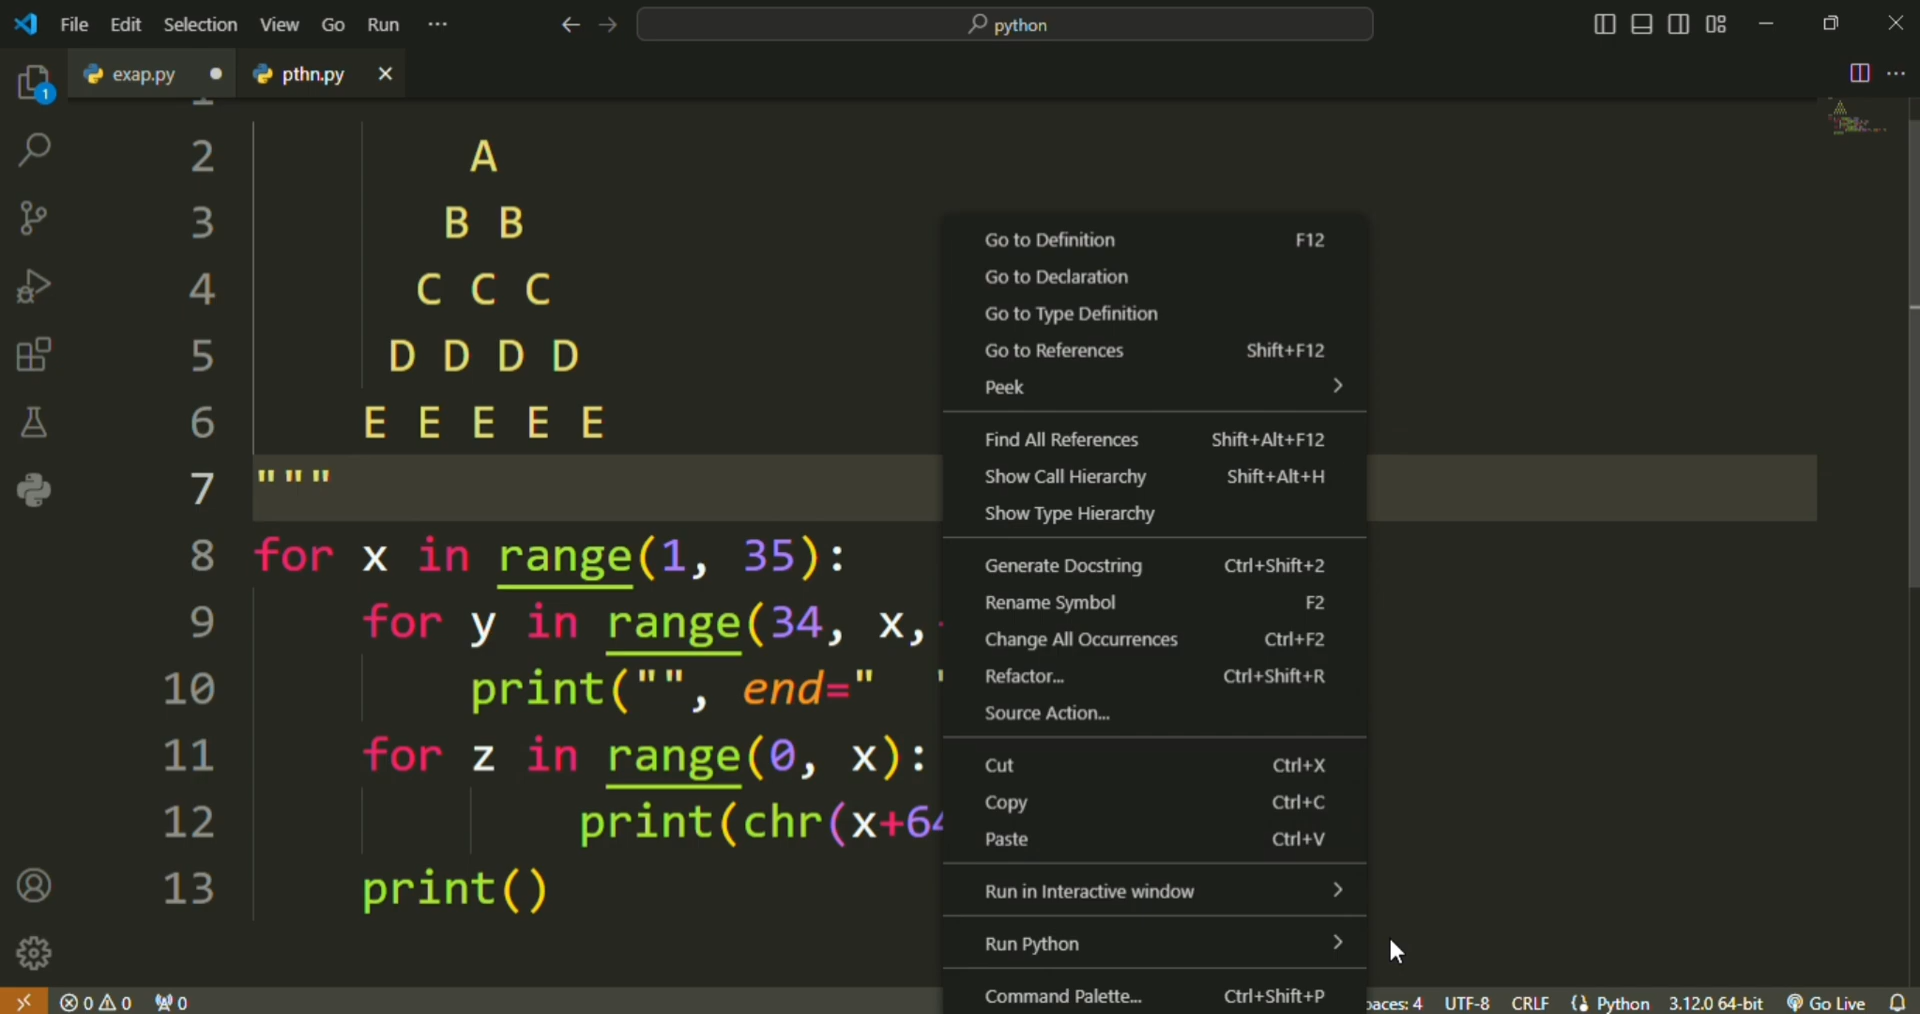 File Edit Selection View Go Run ... python
exap.py pthn.py
1
2 A
3 B B
4 C C C
5 D D D D
6 E E E E E
7 """
8 for x in range(1, 35):
9 for y in range(34, x,
10 print("", end=" "
11 for z in range(0, x):
12 print(chr(x+64
13 print()
Go to Definition F12
Go to Declaration
Go to Type Definition
Go to References Shift+F12
Peek
Find All References Shift+Alt+F12
Show Call Hierarchy Shift+Alt+H
Show Type Hierarchy
Generate Docstring Ctrl+Shift+2
Rename Symbol F2
Change All Occurrences Ctrl+F2
Refactor... Ctrl+Shift+R
Source Action...
Cut Ctrl+X
Copy Ctrl+C
Paste Ctrl+V
Run in Interactive window
Run Python
Command Palette... Ctrl+Shift+P
0 0 0 paces: 4 UTF-8 CRLF Python 3.12.0 64-bit Go Live